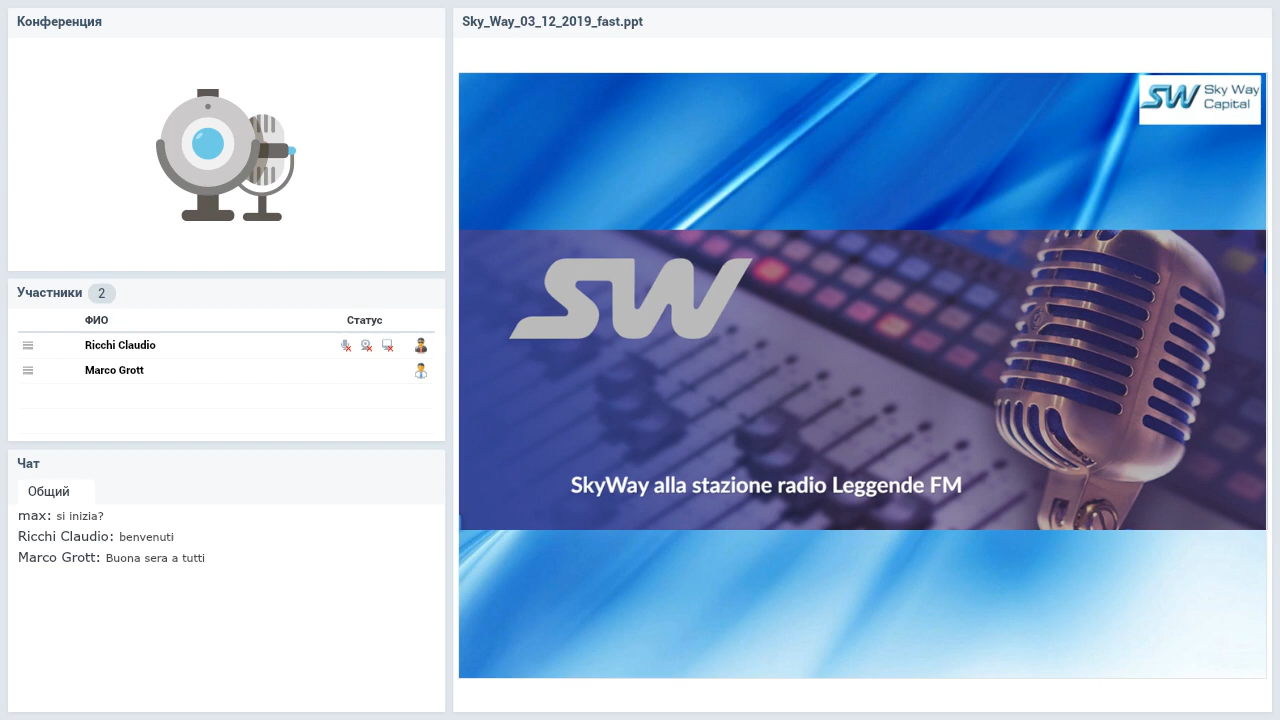 Конференция
Участники 2
ФИО Статус
Ricchi Claudio
Marco Grott
Чат
Общий
max: si inizia?
Ricchi Claudio: benvenuti
Marco Grott: Buona sera a tutti
Sky_Way_03_12_2019_fast.ppt
SW Sky Way
Capital
SW
SkyWay alla stazione radio Leggende FM